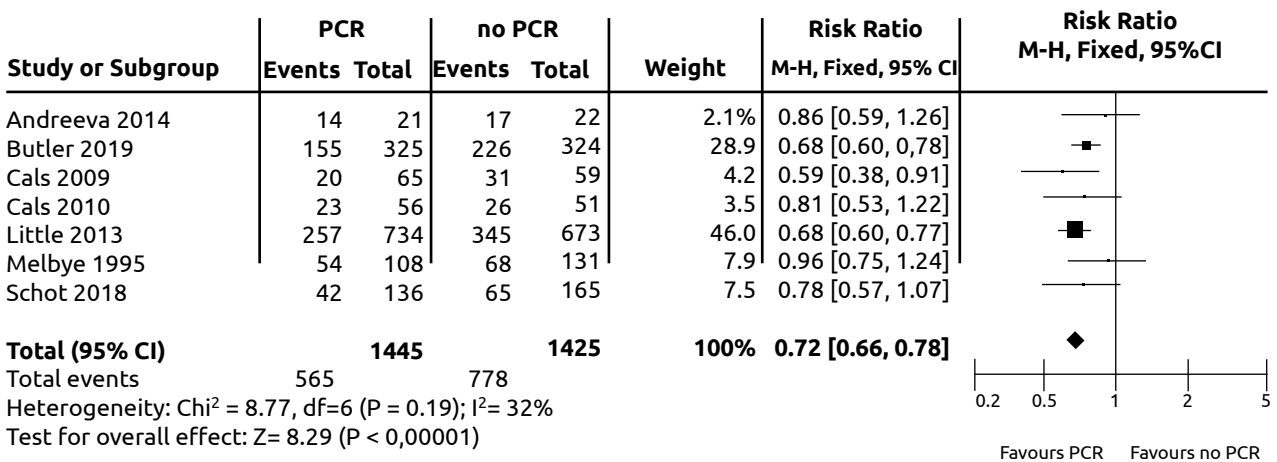 PCR no PCR Risk Ratio Risk Ratio
Study or Subgroup Events Total Events Total Weight M-H, Fixed, 95% CI M-H, Fixed, 95%CI
Andreeva 2014 14 21 17 22 2.1% 0.86 [0.59, 1.26]
Butler 2019 155 325 226 324 28.9 0.68 [0.60, 0,78]
Cals 2009 20 65 31 59 4.2 0.59 [0.38, 0.91]
Cals 2010 23 56 26 51 3.5 0.81 [0.53, 1.22]
Little 2013 257 734 345 673 46.0 0.68 [0.60, 0.77]
Melbye 1995 54 108 68 131 7.9 0.96 [0.75, 1.24]
Schot 2018 42 136 65 165 7.5 0.78 [0.57, 1.07]
Total (95% CI) 1445 1425 100% 0.72 [0.66, 0.78]
Total events 565 778
Heterogeneity: Chi² = 8.77, df=6 (P = 0.19); I²= 32%
Test for overall effect: Z= 8.29 (P < 0,00001)
0.2 0.5 1 2 5
Favours PCR Favours no PCR